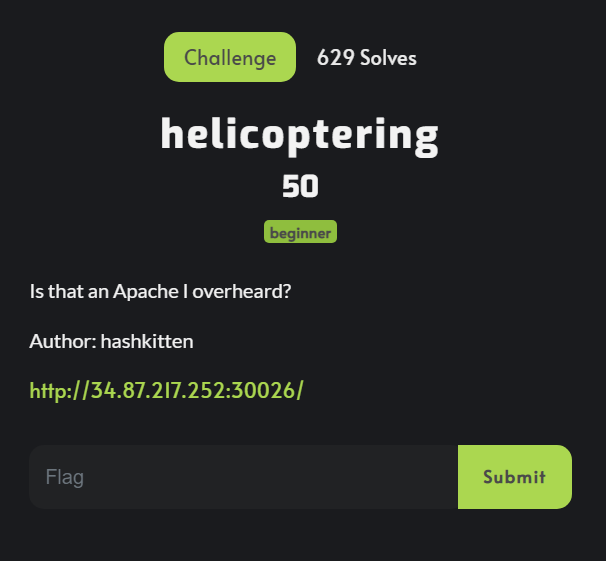 Challenge
629 Solves
helicoptering
50
beginner
Is that an Apache I overheard?
Author: hashkitten
http://34.87.217.252:30026/
Flag
Submit